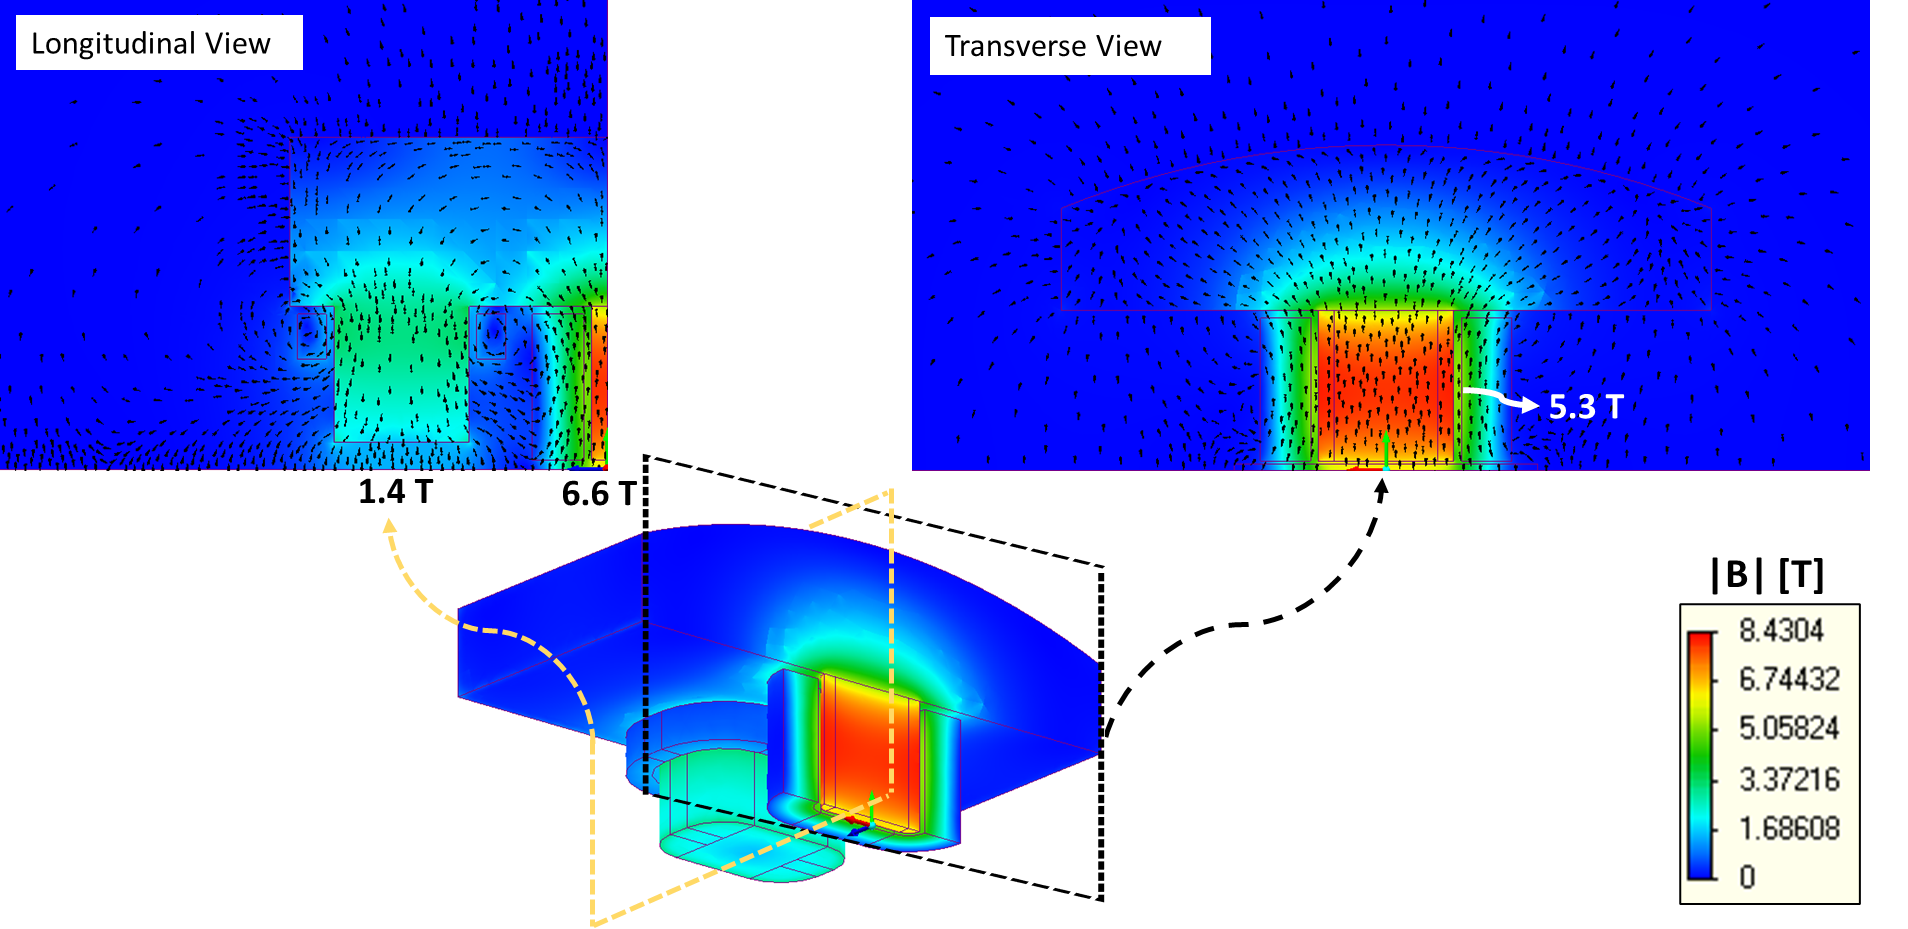 Longitudinal View
Transverse View
5.3 T
1.4 T
6.6 T
|B| [T]
8.4304
6.74432
5.05824
3.37216
1.68608
0